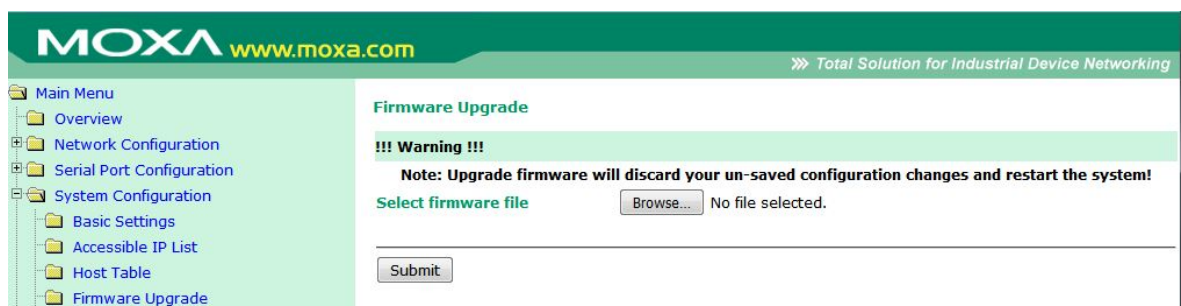 MOXA www.moxa.com
Total Solution for Industrial Device Networking
Main Menu
Overview
Network Configuration
Serial Port Configuration
System Configuration
Basic Settings
Accessible IP List
Host Table
Firmware Upgrade
Firmware Upgrade
!!! Warning !!!
Note: Upgrade firmware will discard your un-saved configuration changes and restart the system!
Select firmware file Browse... No file selected.
Submit